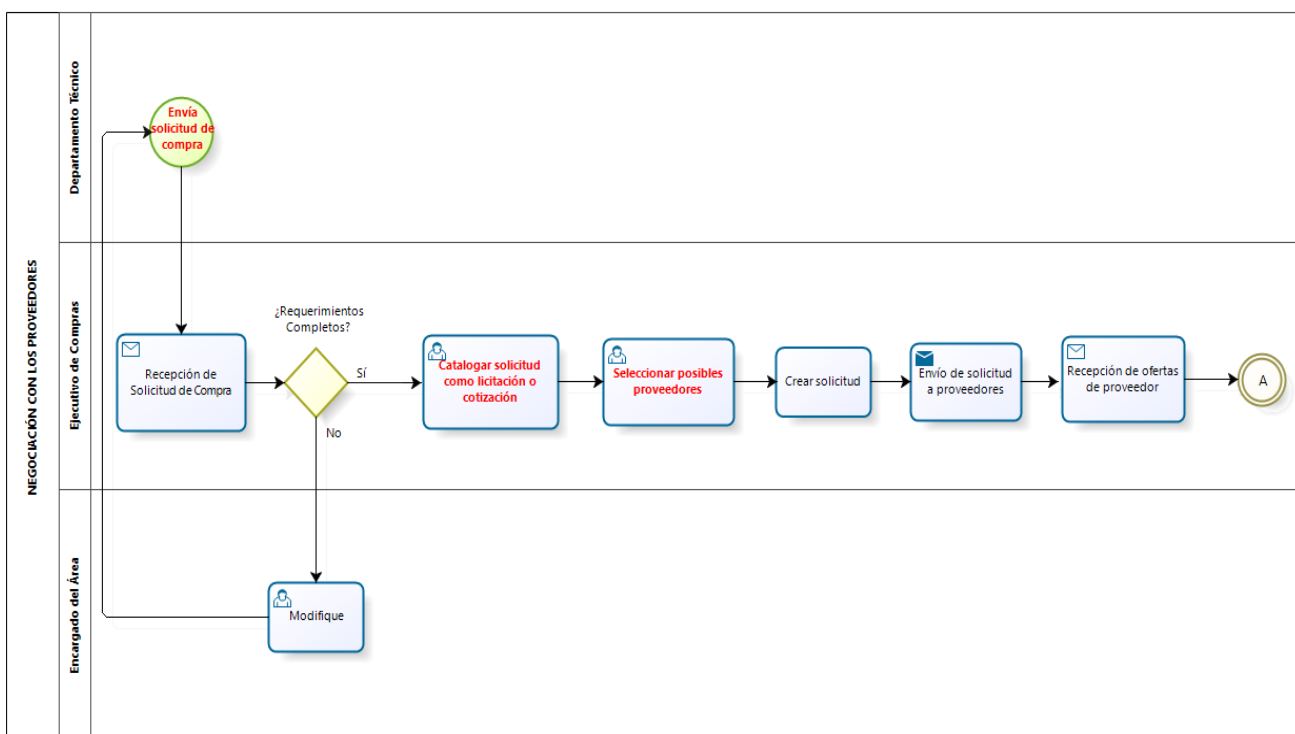 NEGOCIACIÓN CON LOS PROVEEDORES
Departamento Técnico
Envía
solicitud de
compra
Ejecutivo de Compras
Recepción de
Solicitud de Compra
¿Requerimientos
Completos?
Sí
No
Catalogar solicitud
como licitación o
cotización
Seleccionar posibles
proveedores
Crear solicitud
Envío de solicitud
a proveedores
Recepción de ofertas
de proveedor
A
Encargado del Área
Modifique